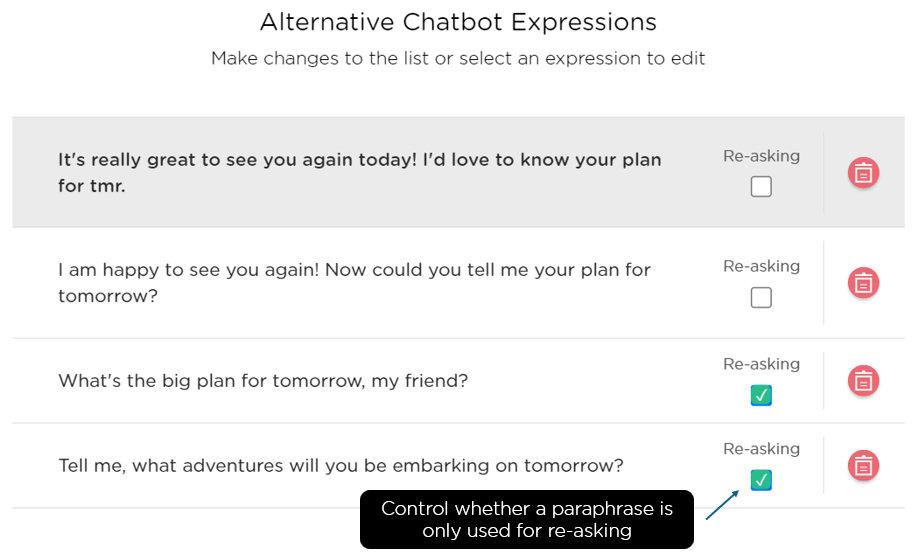 Alternative Chatbot Expressions
Make changes to the list or select an expression to edit
It's really great to see you again today! I'd love to know your plan
for tmr.
Re-asking
I am happy to see you again! Now could you tell me your plan for
tomorrow?
Re-asking
What's the big plan for tomorrow, my friend?
Re-asking
Tell me, what adventures will you be embarking on tomorrow?
Re-asking
Control whether a paraphrase is
only used for re-asking